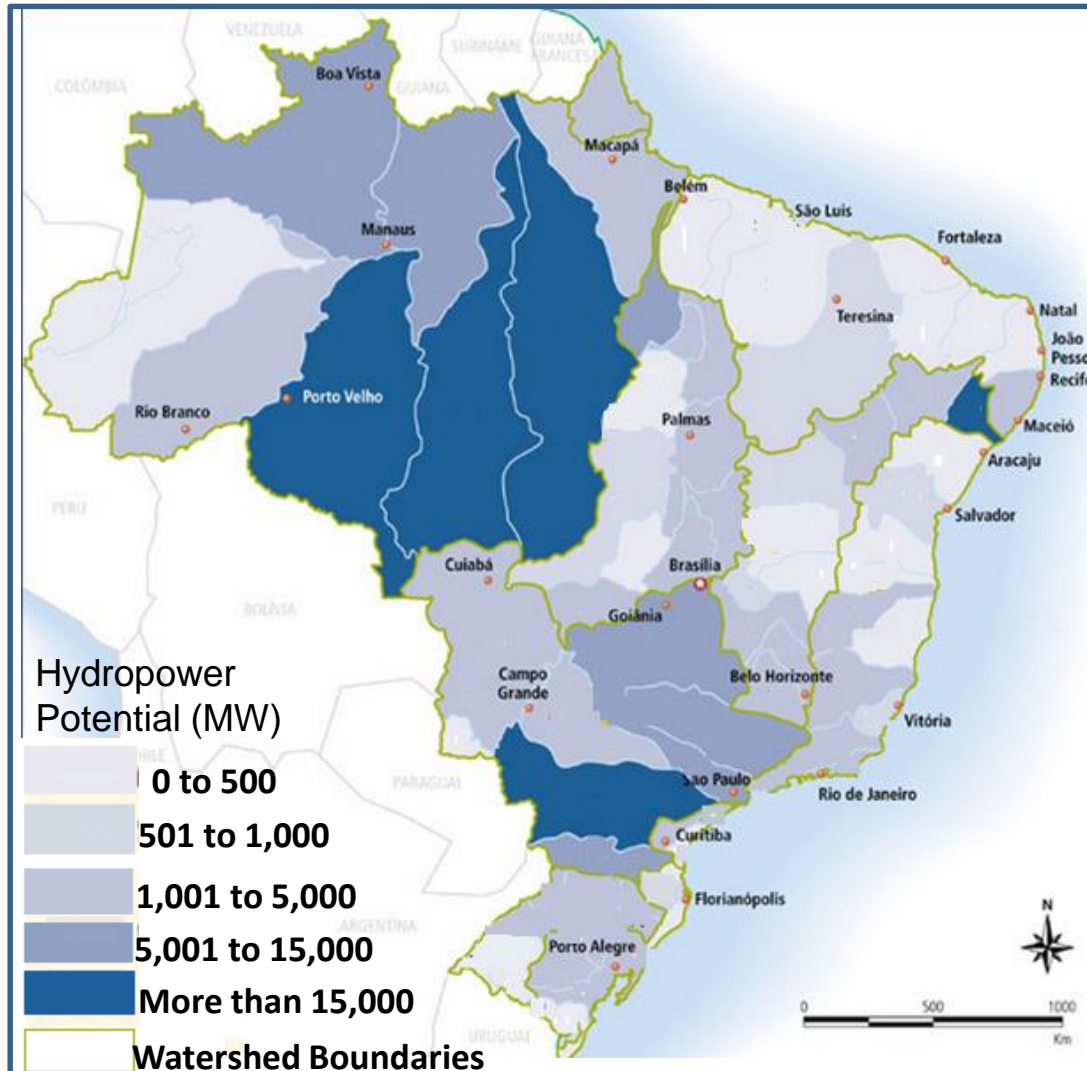 VENEZUELA
SURINAME
GUIANA
FRANCESA
COLÔMBIA
Boa Vista
GUIANA
Macapá
Belém
São Luis
Fortaleza
Manaus
Teresina
Natal
João
Pesso
Recife
Porto Velho
Rio Branco
Palmas
Maceió
Aracaju
PERU
Salvador
Cuiabá
Brasília
BOLÍVIA
Goiânia
Campo
Grande
Belo Horizonte
Vitória
Hydropower
Potential (MW)
HILE
PARAGUAI
0 to 500
Sao Paulo
Rio de Janeiro
501 to 1,000
Curitiba
1,001 to 5,000
Florianópolis
ARGENTINA
5,001 to 15,000
Porto Alegre
N
More than 15,000
0 500 1000
Km
URUGUAI
Watershed Boundaries